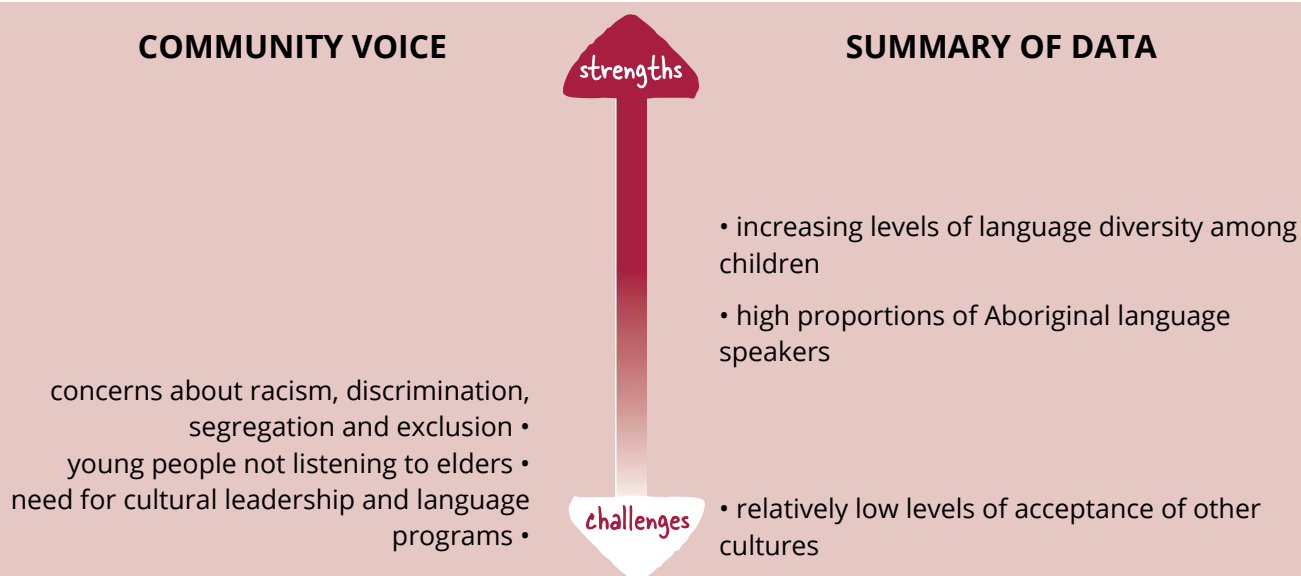 COMMUNITY VOICE
strengths
SUMMARY OF DATA
• increasing levels of language diversity among
children
• high proportions of Aboriginal language
speakers
concerns about racism, discrimination,
segregation and exclusion •
young people not listening to elders •
need for cultural leadership and language
programs •
challenges
• relatively low levels of acceptance of other
cultures